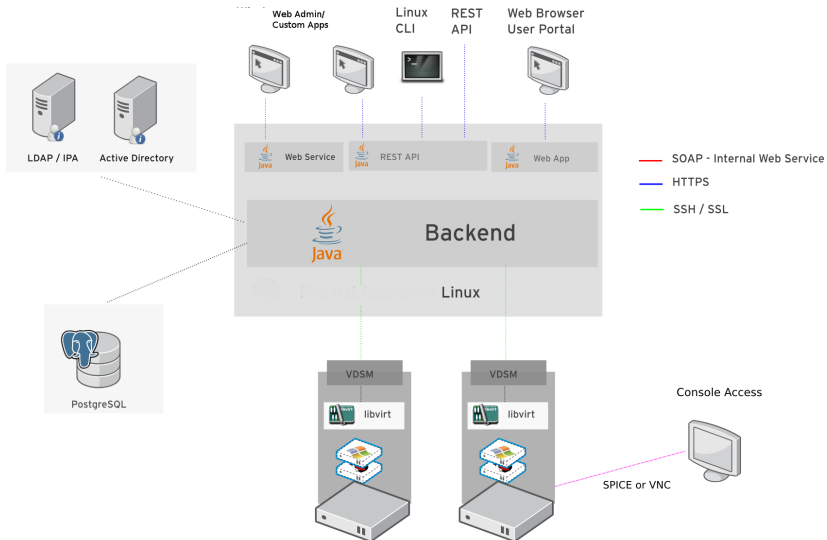 Web Admin/
Custom Apps
Linux
CLI
REST
API
Web Browser
User Portal
LDAP / IPA
Active Directory
Java
Web Service
Java
REST API
Java
Web App
SOAP - Internal Web Service
HTTPS
SSH / SSL
Java
Backend
Linux
PostgreSQL
VDSM
VDSM
libvirt
libvirt
libvirt
libvirt
Console Access
SPICE or VNC